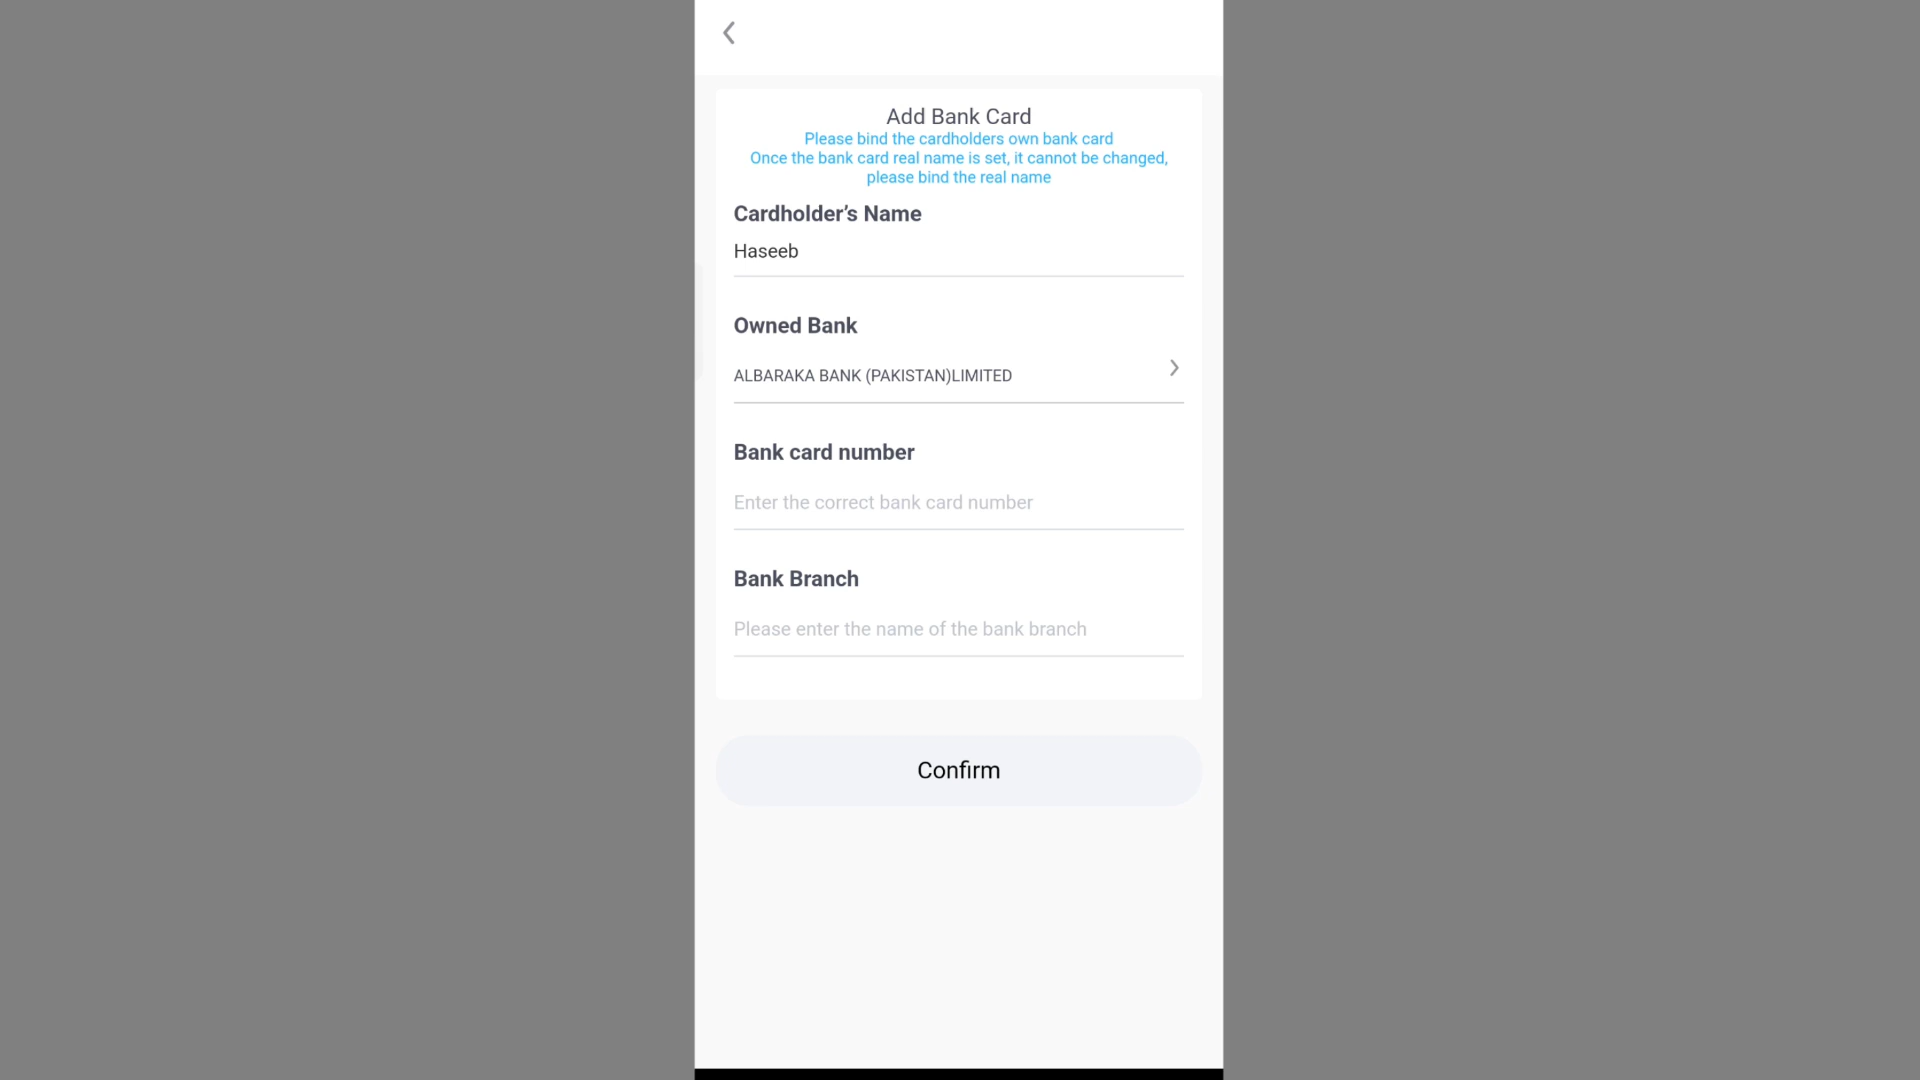 Add Bank Card
Please bind the cardholders own bank card
Once the bank card real name is set, it cannot be changed,
please bind the real name
Cardholder’s Name
Haseeb
Owned Bank
ALBARAKA BANK (PAKISTAN)LIMITED
Bank card number
Enter the correct bank card number
Bank Branch
Please enter the name of the bank branch
Confirm